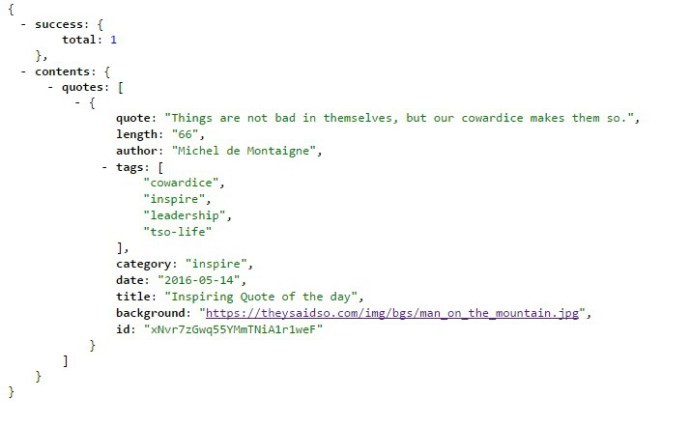 {
- success: {
total: 1
},
- contents: {
- quotes: [
- {
quote: "Things are not bad in themselves, but our cowardice makes them so.",
length: "66",
author: "Michel de Montaigne",
- tags: [
"cowardice",
"inspire",
"leadership",
"tso-life"
],
category: "inspire",
date: "2016-05-14",
title: "Inspiring Quote of the day",
background: "https://theysaidso.com/img/bgs/man_on_the_mountain.jpg",
id: "xNvr7zGwq55YMmTNiA1r1weF"
}
]
}
}